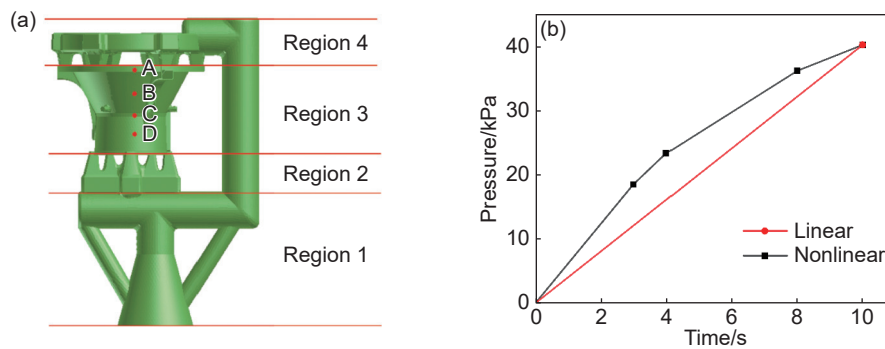 (a)
Region 4
A
B
C
D
Region 3
Region 2
Region 1
(b)
Pressure/kPa
40
30
20
10
0
0 2 4 6 8 10
Time/s
Linear
Nonlinear